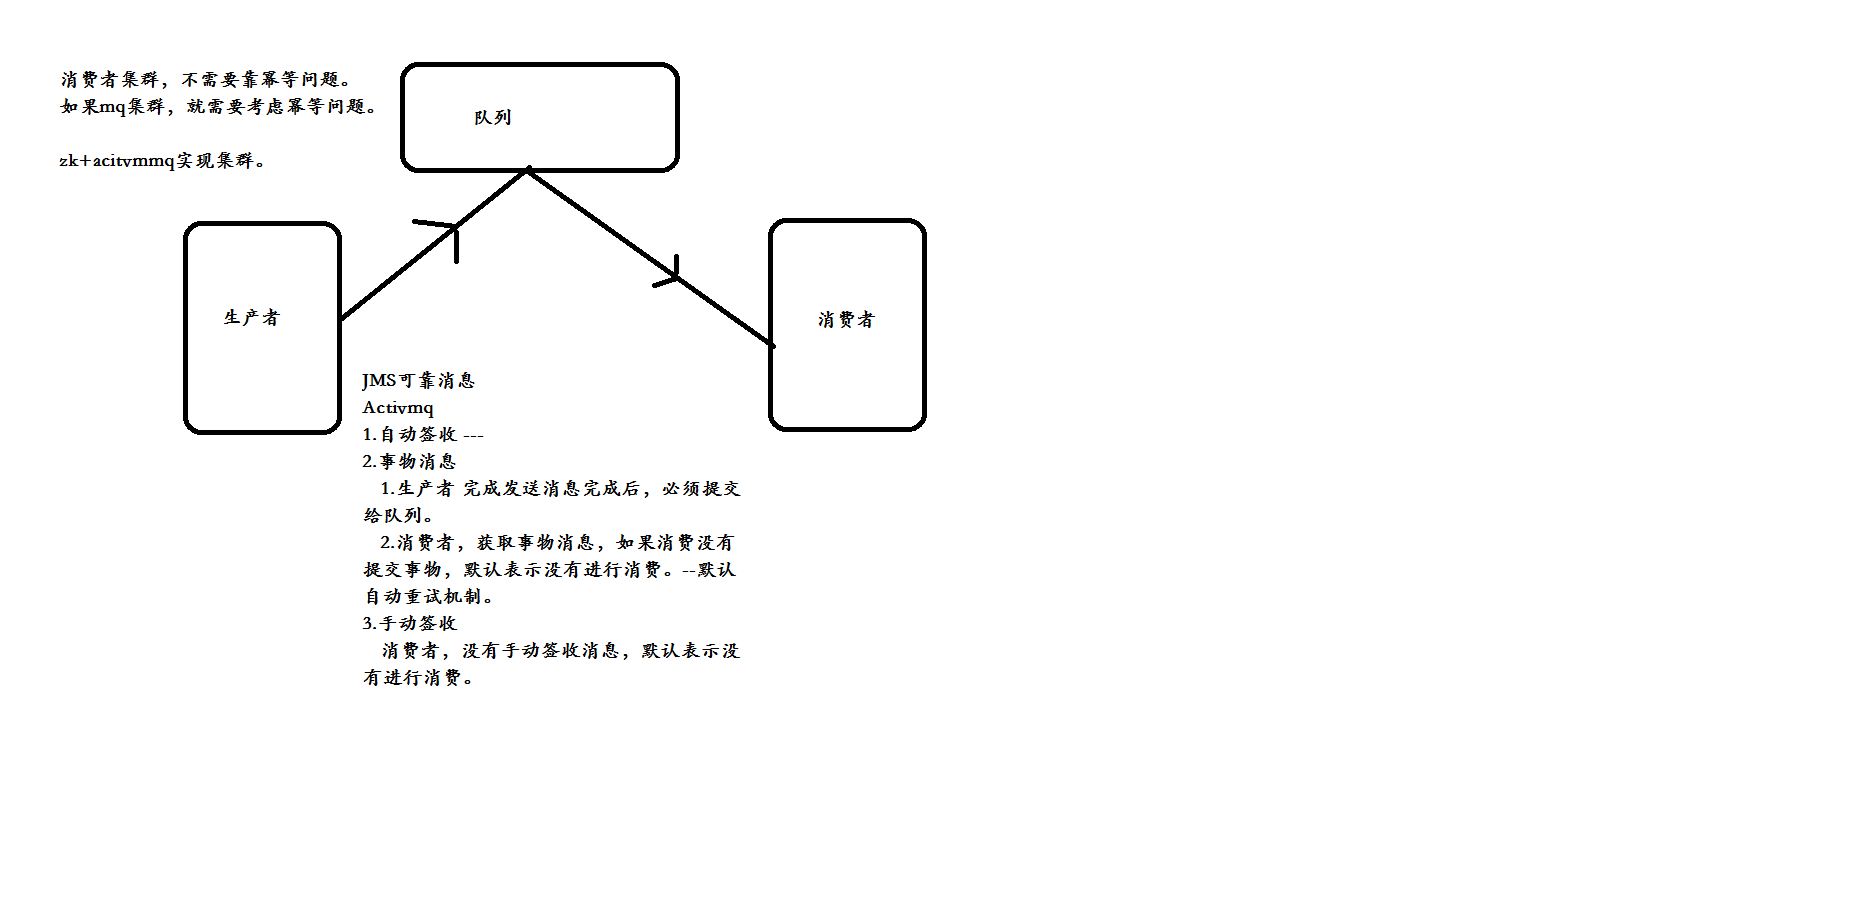 消费者集群，不需要靠幂等问题。
如果mq集群，就需要考虑幂等问题。
zk+acitvmmq实现集群。
队列
生产者
消费者
JMS可靠消息
Activmq
1.自动签收 ---
2.事物消息
1.生产者 完成发送消息完成后，必须提交
给队列。
2.消费者，获取事物消息，如果消费没有
提交事物，默认表示没有进行消费。--默认
自动重试机制。
3.手动签收
消费者，没有手动签收消息，默认表示没
有进行消费。